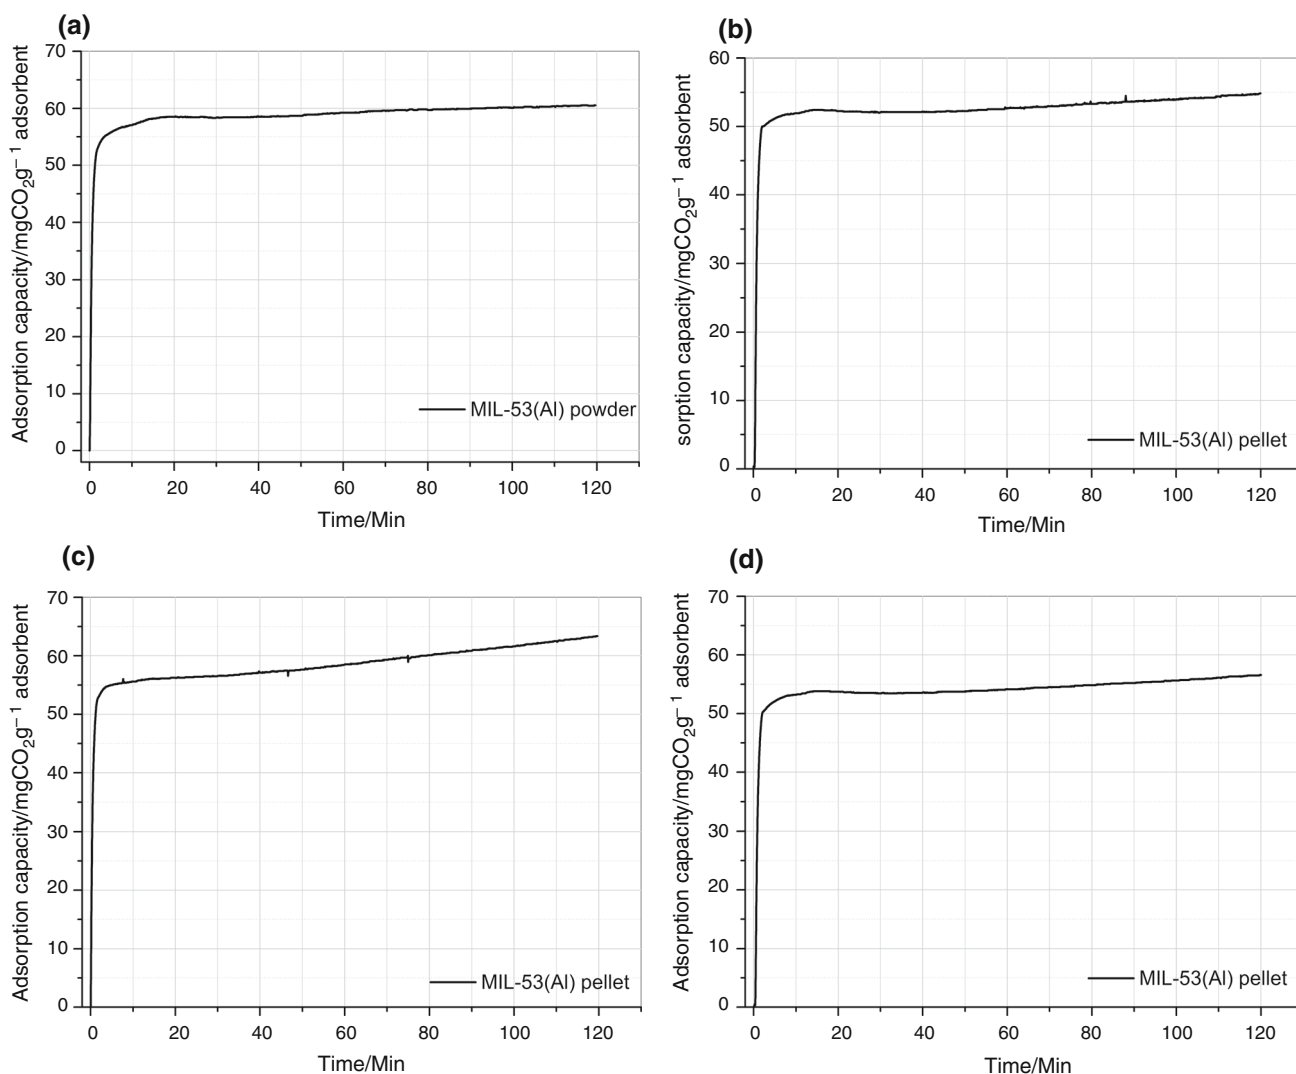 (a)
Adsorption capacity/mgCO₂g⁻¹ adsorbent
70
60
50
40
30
20
10
0
MIL-53(Al) powder
0 20 40 60 80 100 120
Time/Min
(b)
sorption capacity/mgCO₂g⁻¹ adsorbent
60
50
40
30
20
10
0
MIL-53(Al) pellet
0 20 40 60 80 100 120
Time/Min
(c)
Adsorption capacity/mgCO₂g⁻¹ adsorbent
70
60
50
40
30
20
10
0
MIL-53(Al) pellet
0 20 40 60 80 100 120
Time/Min
(d)
Adsorption capacity/mgCO₂g⁻¹ adsorbent
70
60
50
40
30
20
10
0
MIL-53(Al) pellet
0 20 40 60 80 100 120
Time/Min